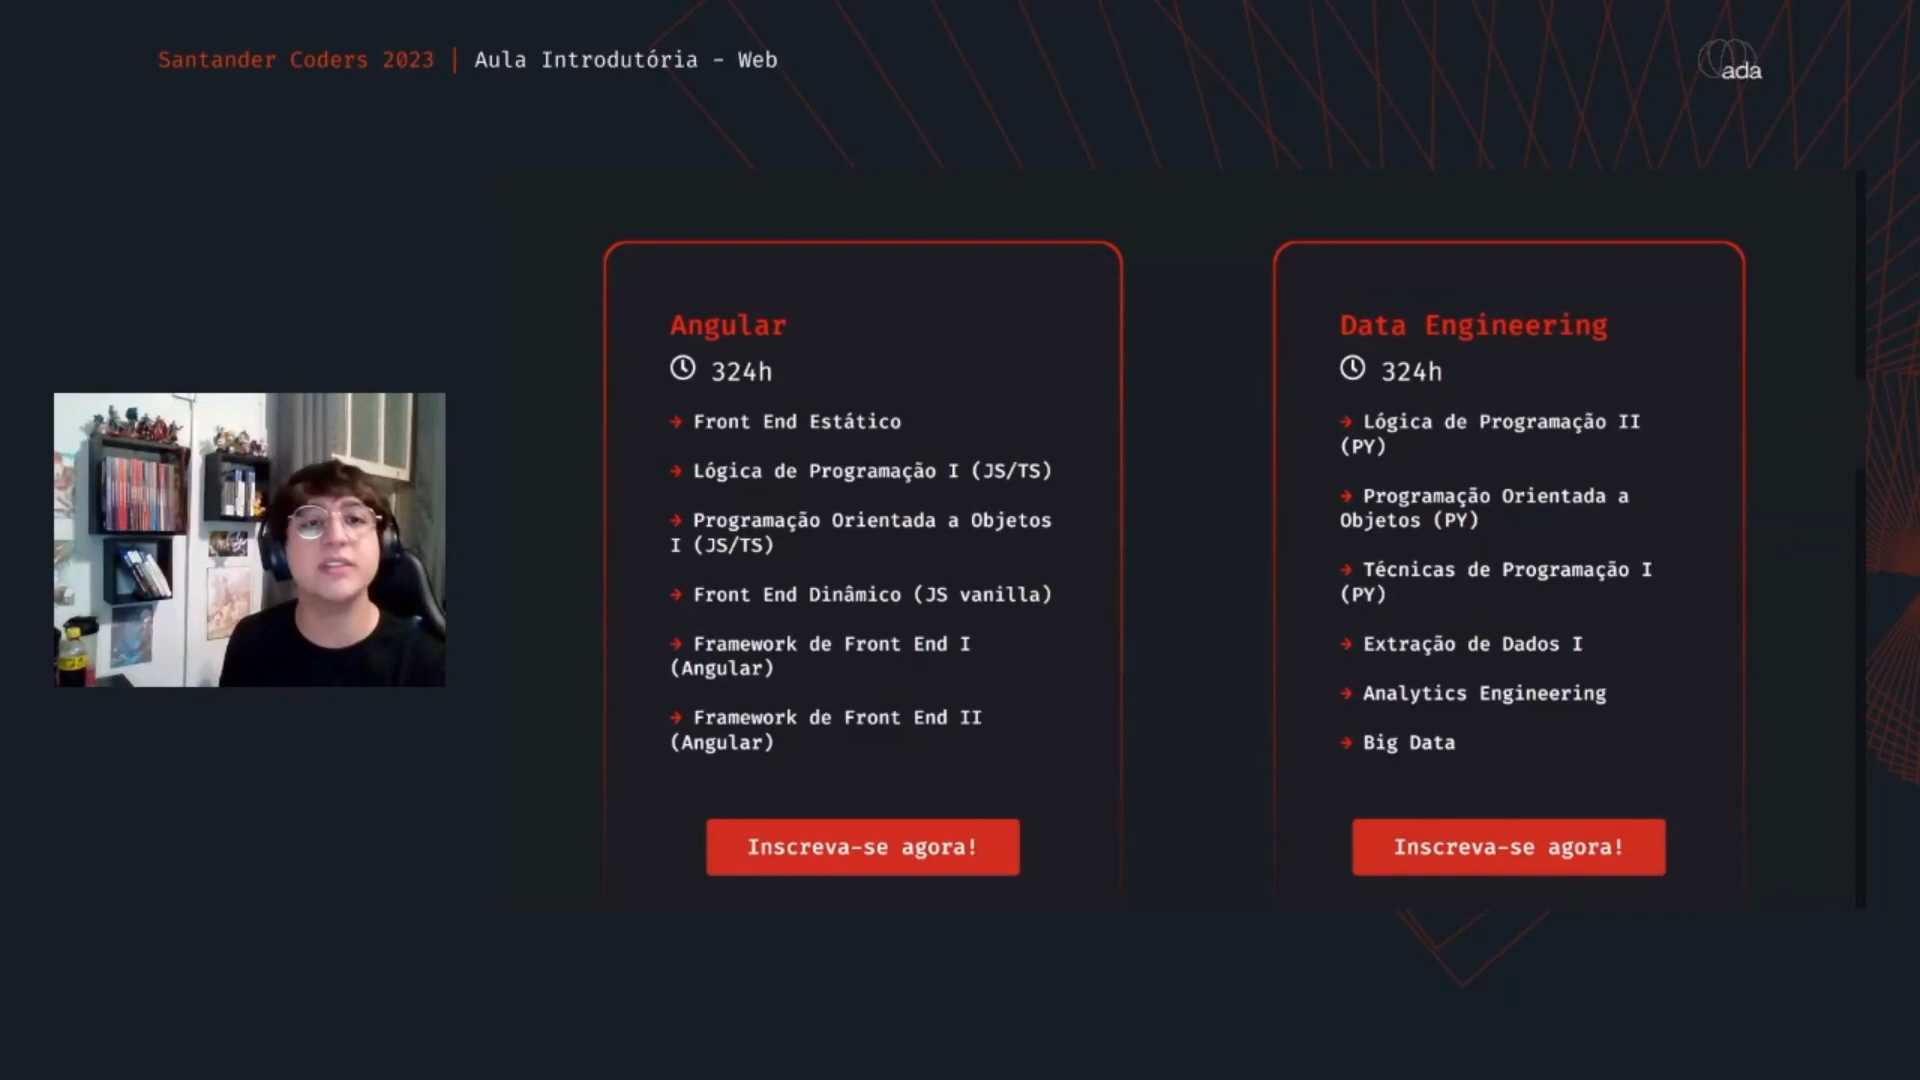 Santander Coders 2023 | Aula Introdutória - Web
ada
Angular
324h
→ Front End Estático
→ Lógica de Programação I (JS/TS)
→ Programação Orientada a Objetos
I (JS/TS)
→ Front End Dinâmico (JS vanilla)
→ Framework de Front End I
(Angular)
→ Framework de Front End II
(Angular)
Inscreva-se agora!
Data Engineering
324h
→ Lógica de Programação II
(PY)
→ Programação Orientada a
Objetos (PY)
→ Técnicas de Programação I
(PY)
→ Extração de Dados I
→ Analytics Engineering
→ Big Data
Inscreva-se agora!